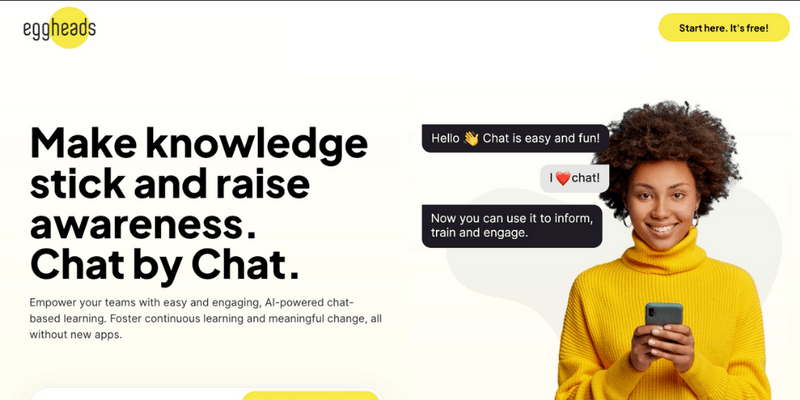 eggheads
Start here. It's free!
Make knowledge
stick and raise
awareness.
Chat by Chat.
Empower your teams with easy and engaging, AI-powered chat-
based learning. Foster continuous learning and meaningful change, all
without new apps.
Hello 👋 Chat is easy and fun!
I ❤️ chat!
Now you can use it to inform,
train and engage.